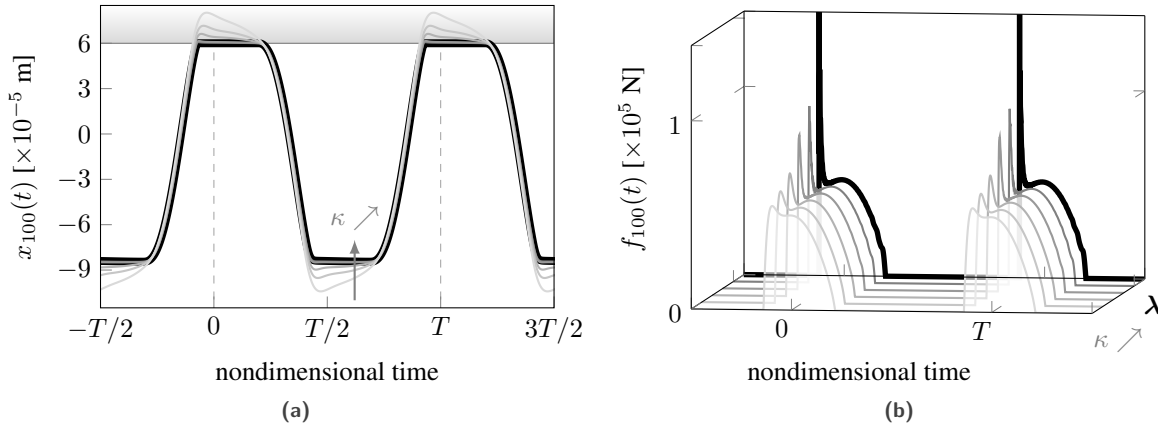 x₁₀₀(t) [×10⁻⁵ m]
6
3
0
−3
−6
−9
κ
−T/2
0
T/2
T
3T/2
nondimensional time
(a)
f₁₀₀(t) [×10⁵ N]
1
0
0
T
κ
λ
nondimensional time
(b)